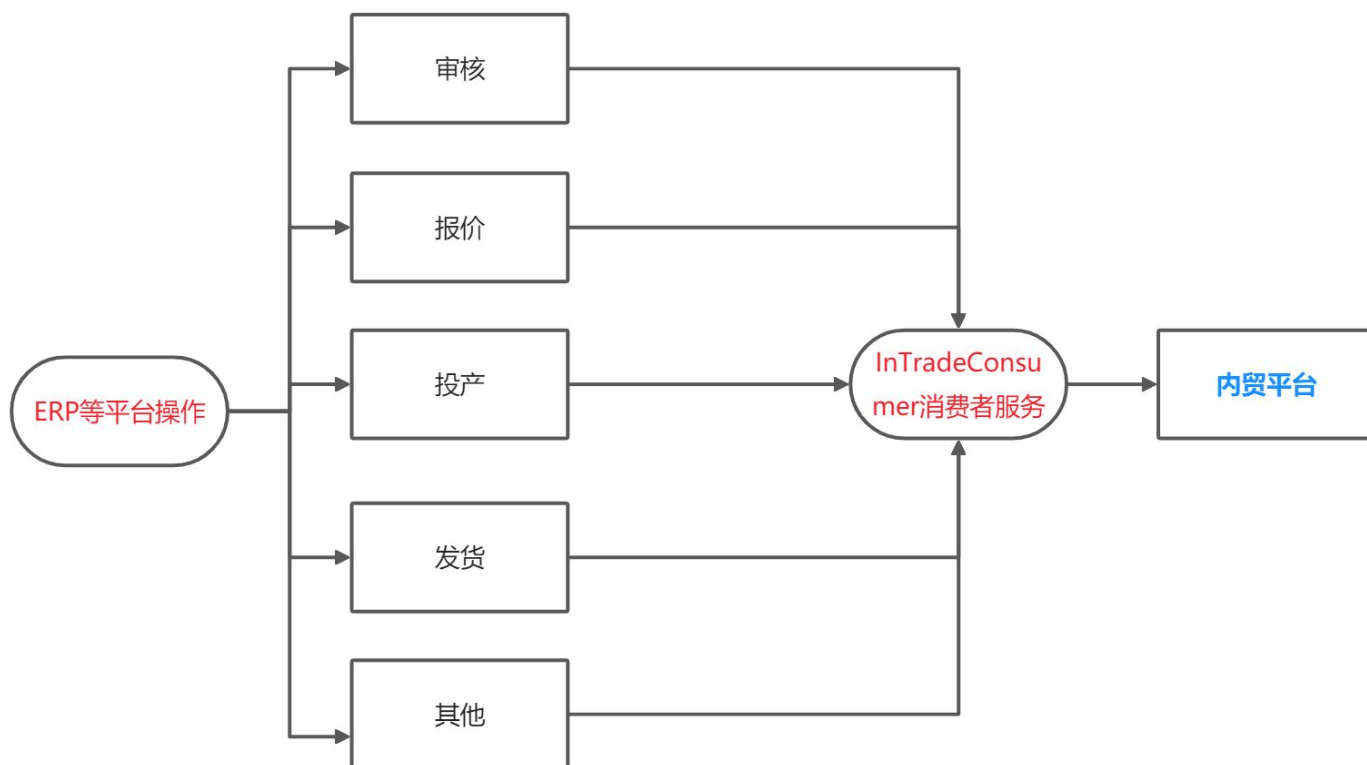 审核
报价
投产
发货
其他
ERP等平台操作
InTradeConsu
mer消费者服务
内贸平台